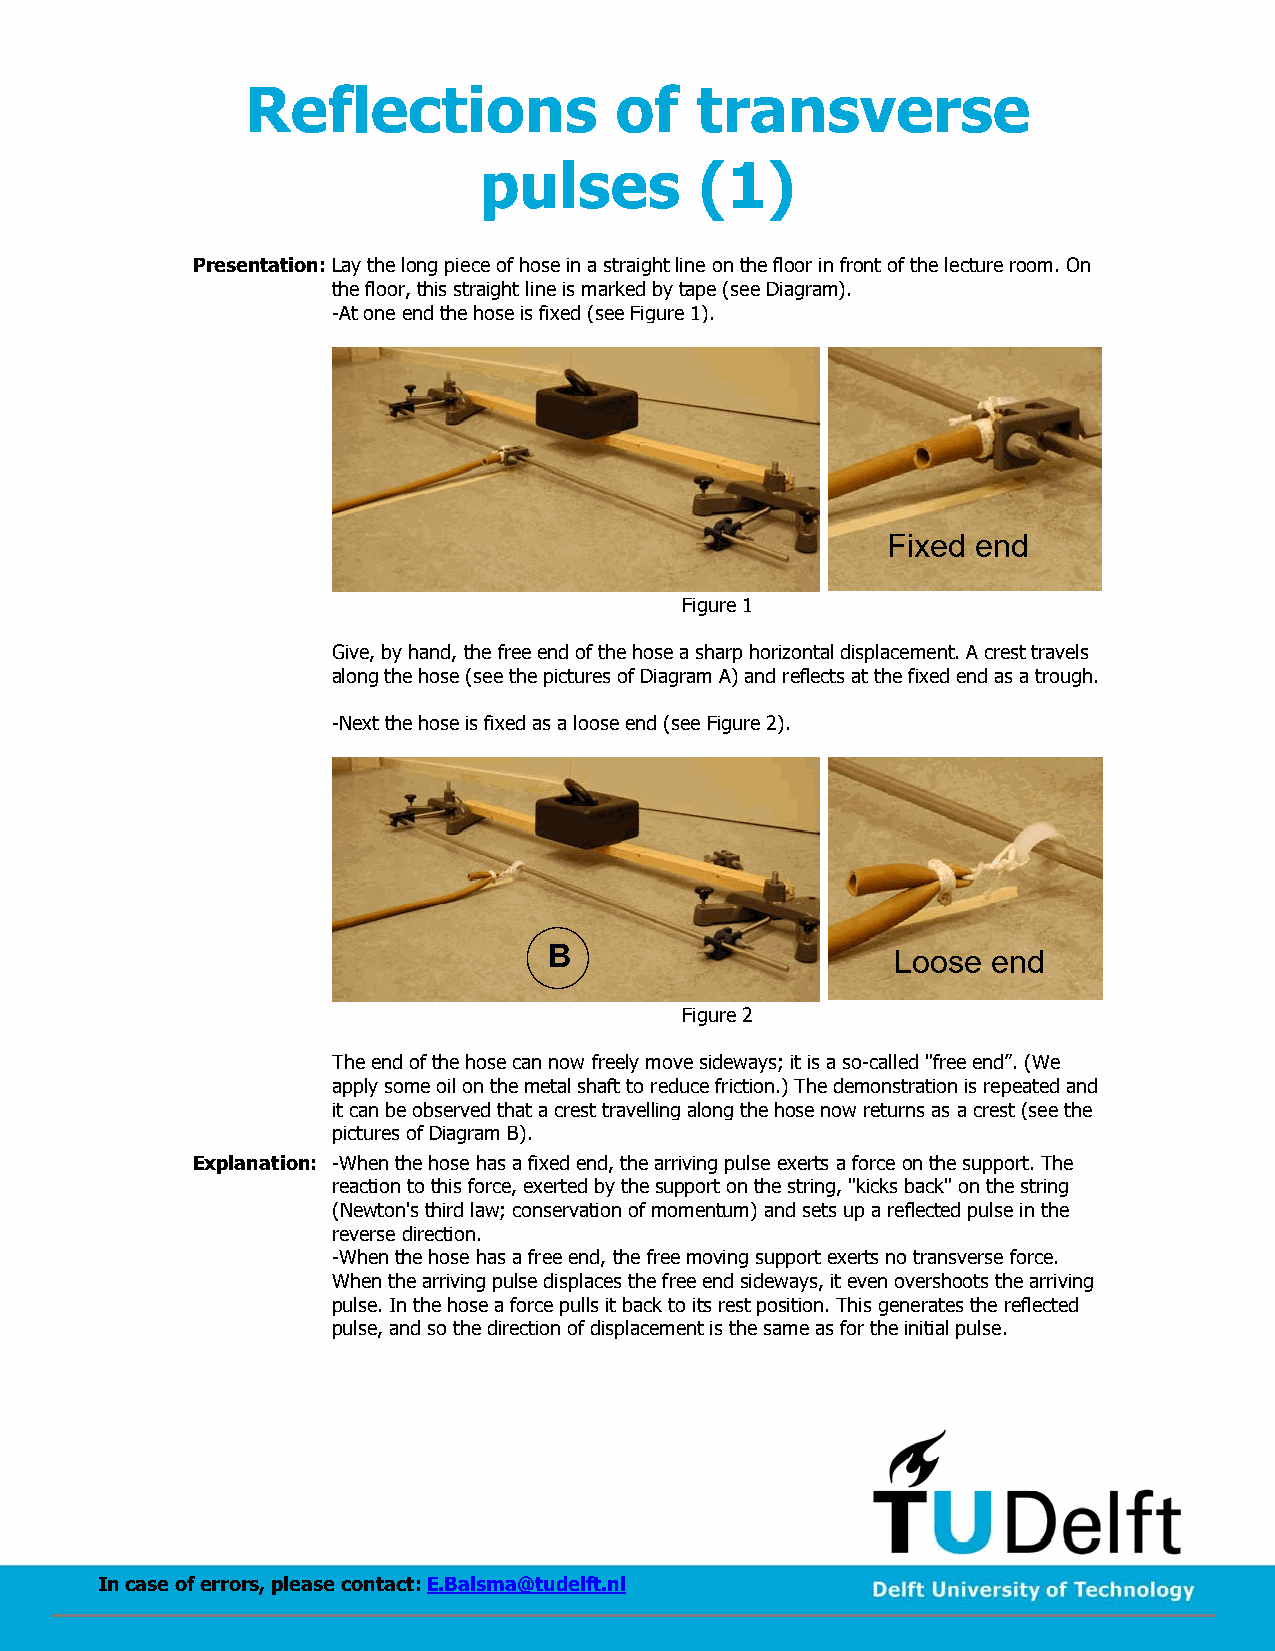 Reflections of transverse
pulses (1)
Presentation: Lay the long piece of hose in a straight line on the floor in front of the lecture room. On
the floor, this straight line is marked by tape (see Diagram).
-At one end the hose is fixed (see Figure 1).
Fixed end
Figure 1
Give, by hand, the free end of the hose a sharp horizontal displacement. A crest travels
along the hose (see the pictures of Diagram A) and reflects at the fixed end as a trough.
-Next the hose is fixed as a loose end (see Figure 2).
B
Loose end
Figure 2
The end of the hose can now freely move sideways; it is a so-called "free end”. (We
apply some oil on the metal shaft to reduce friction.) The demonstration is repeated and
it can be observed that a crest travelling along the hose now returns as a crest (see the
pictures of Diagram B).
Explanation: -When the hose has a fixed end, the arriving pulse exerts a force on the support. The
reaction to this force, exerted by the support on the string, "kicks back" on the string
(Newton's third law; conservation of momentum) and sets up a reflected pulse in the
reverse direction.
-When the hose has a free end, the free moving support exerts no transverse force.
When the arriving pulse displaces the free end sideways, it even overshoots the arriving
pulse. In the hose a force pulls it back to its rest position. This generates the reflected
pulse, and so the direction of displacement is the same as for the initial pulse.
TUDelft
In case of errors, please contact: E.Balsma@tudelft.nl
Delft University of Technology